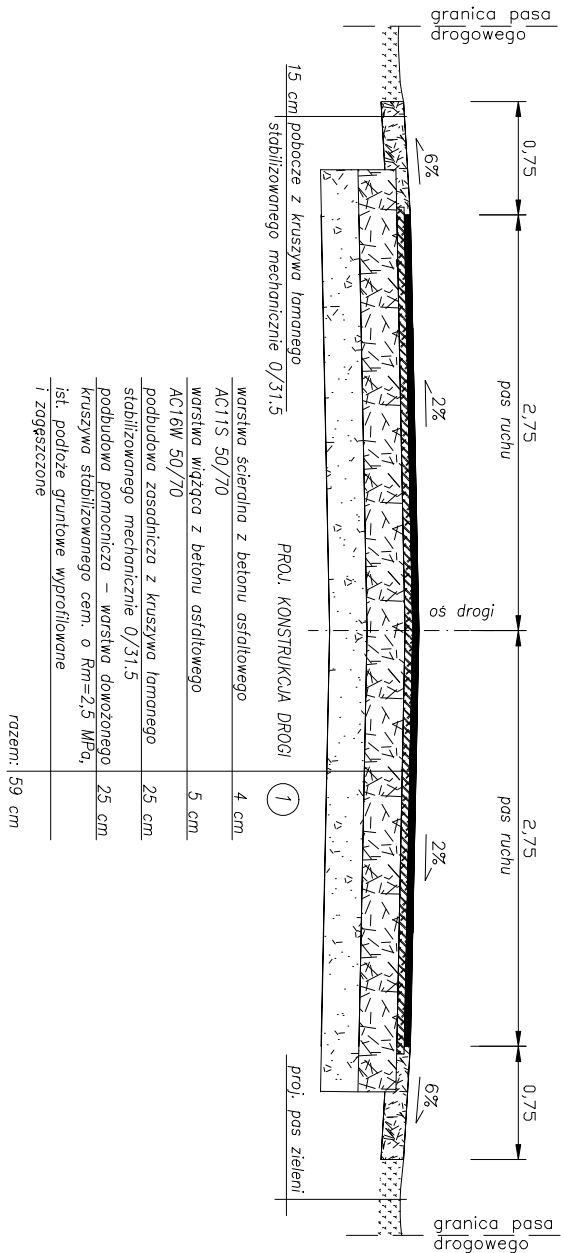 granica pasa
drogowego
0,75
2,75
pas ruchu
2,75
pas ruchu
0,75
6%
2%
oś drogi
2%
6%
15 cm pobocze z kruszywa łamanego
stabilizowanego mechanicznie 0/31.5
PROJ. KONSTRUKCJA DROGI 1
warstwa ścieralna z betonu asfaltowego 4 cm
AC11S 50/70
warstwa wiążąca z betonu asfaltowego 5 cm
AC16W 50/70
podbudowa zasadnicza z kruszywa łamanego 25 cm
stabilizowanego mechanicznie 0/31.5
podbudowa pomocnicza – warstwa dowożonego 25 cm
kruszywa stabilizowanego cem. o Rm=2,5 MPa,
ist. podłoże gruntowe wyprofilowane
i zagęszczone
razem: 59 cm
proj. pas zieleni
granica pasa
drogowego